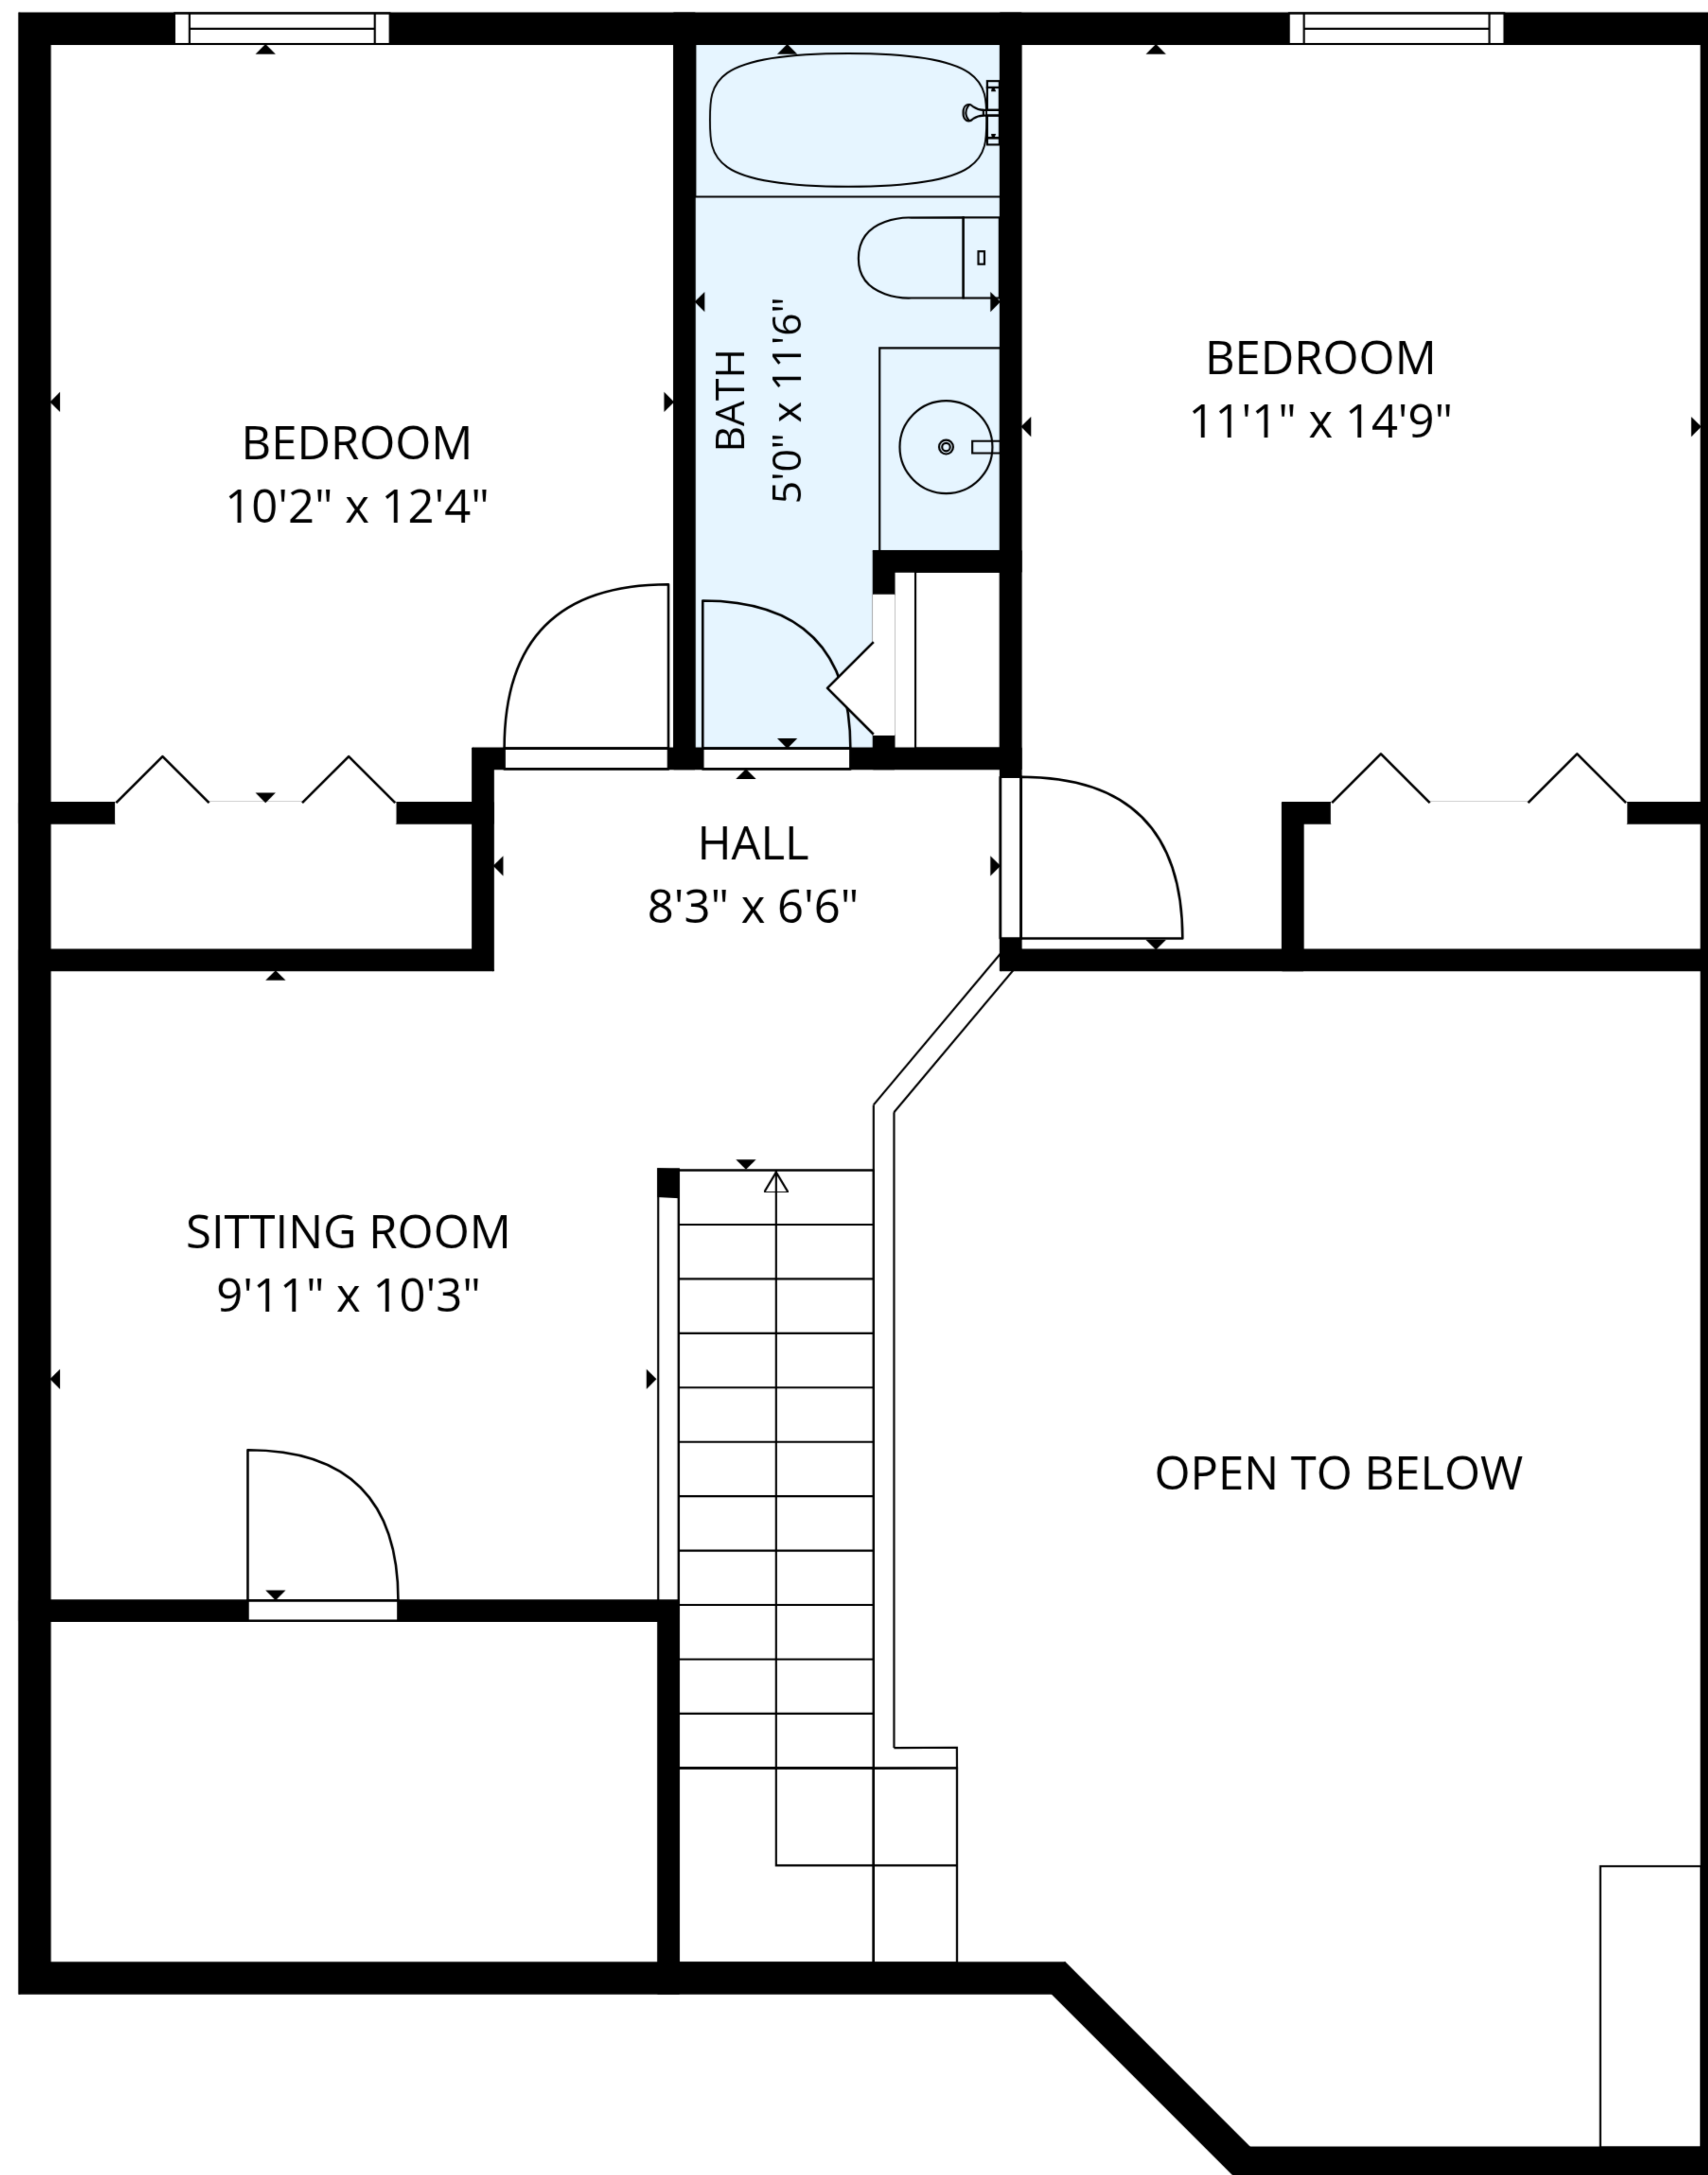 BEDROOM
10'2" x 12'4"
BATH
5'0" x 11'6"
BEDROOM
11'1" x 14'9"
HALL
8'3" x 6'6"
SITTING ROOM
9'11" x 10'3"
OPEN TO BELOW